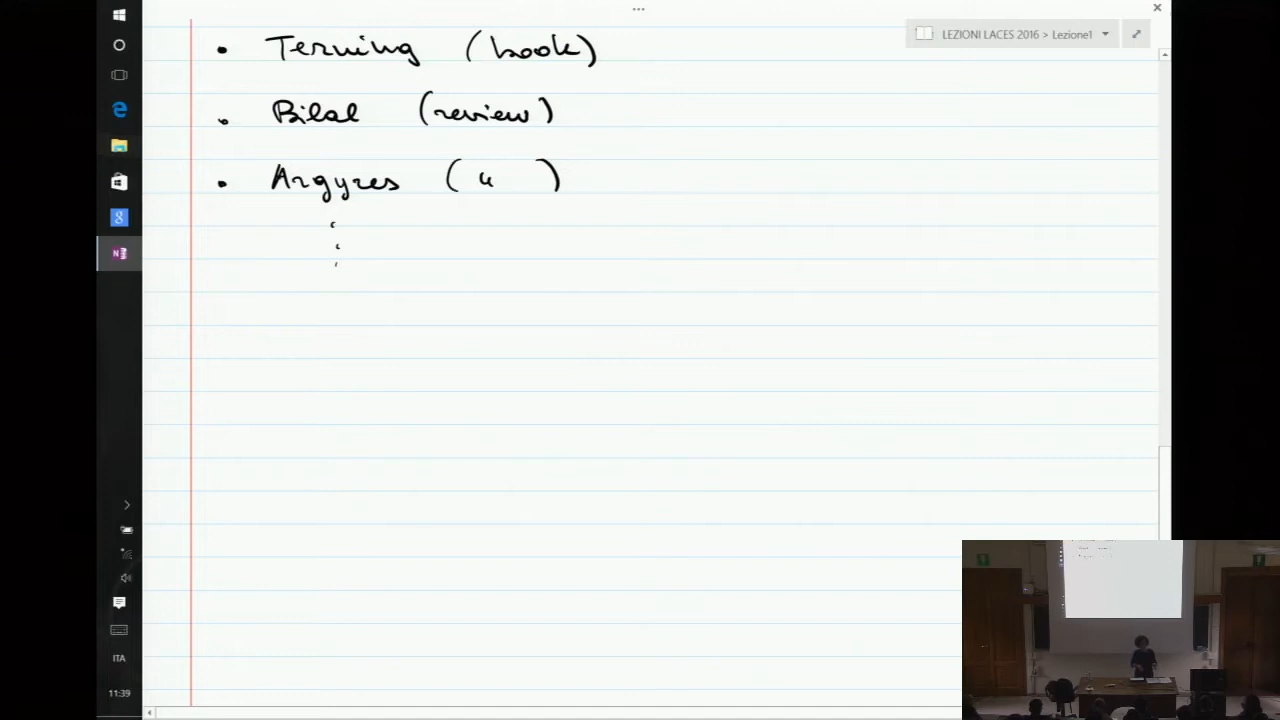 LEZIONI LACES 2016 > Lezione1
• Terning (book)
• Bilal (review)
• Argyres ( " )
ITA
11:39